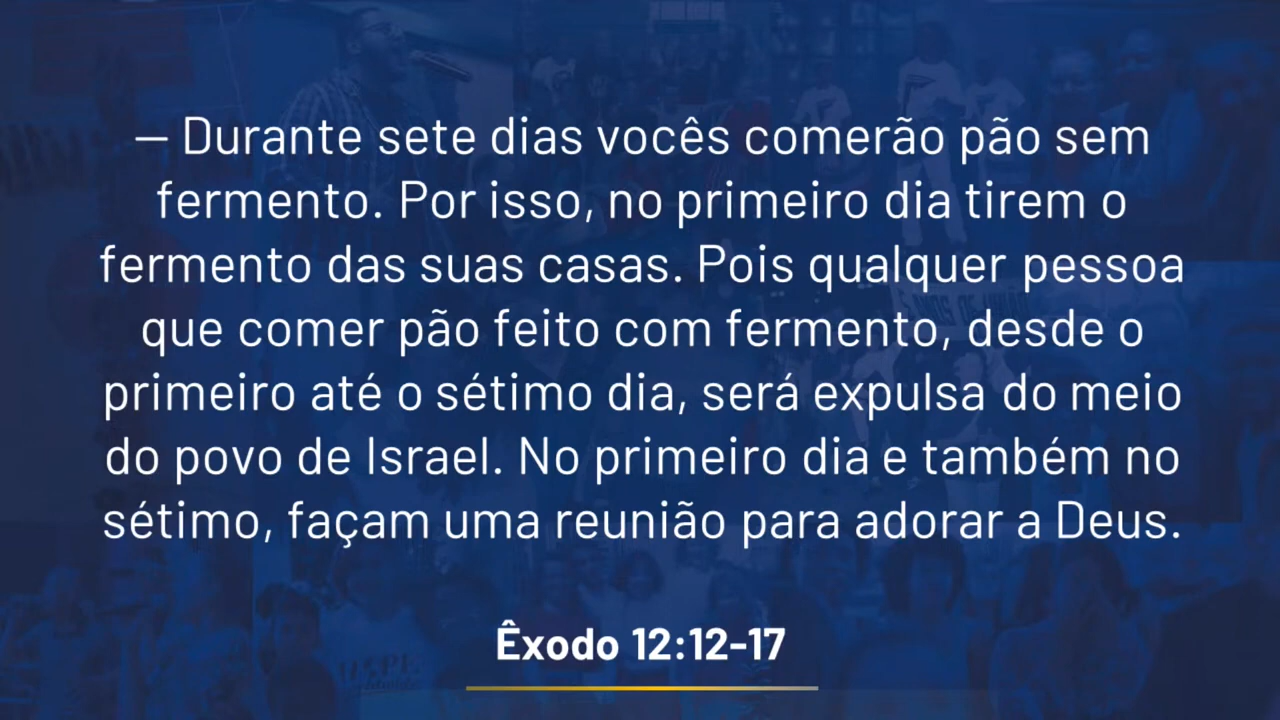 — Durante sete dias vocês comerão pão sem
fermento. Por isso, no primeiro dia tirem o
fermento das suas casas. Pois qualquer pessoa
que comer pão feito com fermento, desde o
primeiro até o sétimo dia, será expulsa do meio
do povo de Israel. No primeiro dia e também no
sétimo, façam uma reunião para adorar a Deus.
Êxodo 12:12-17